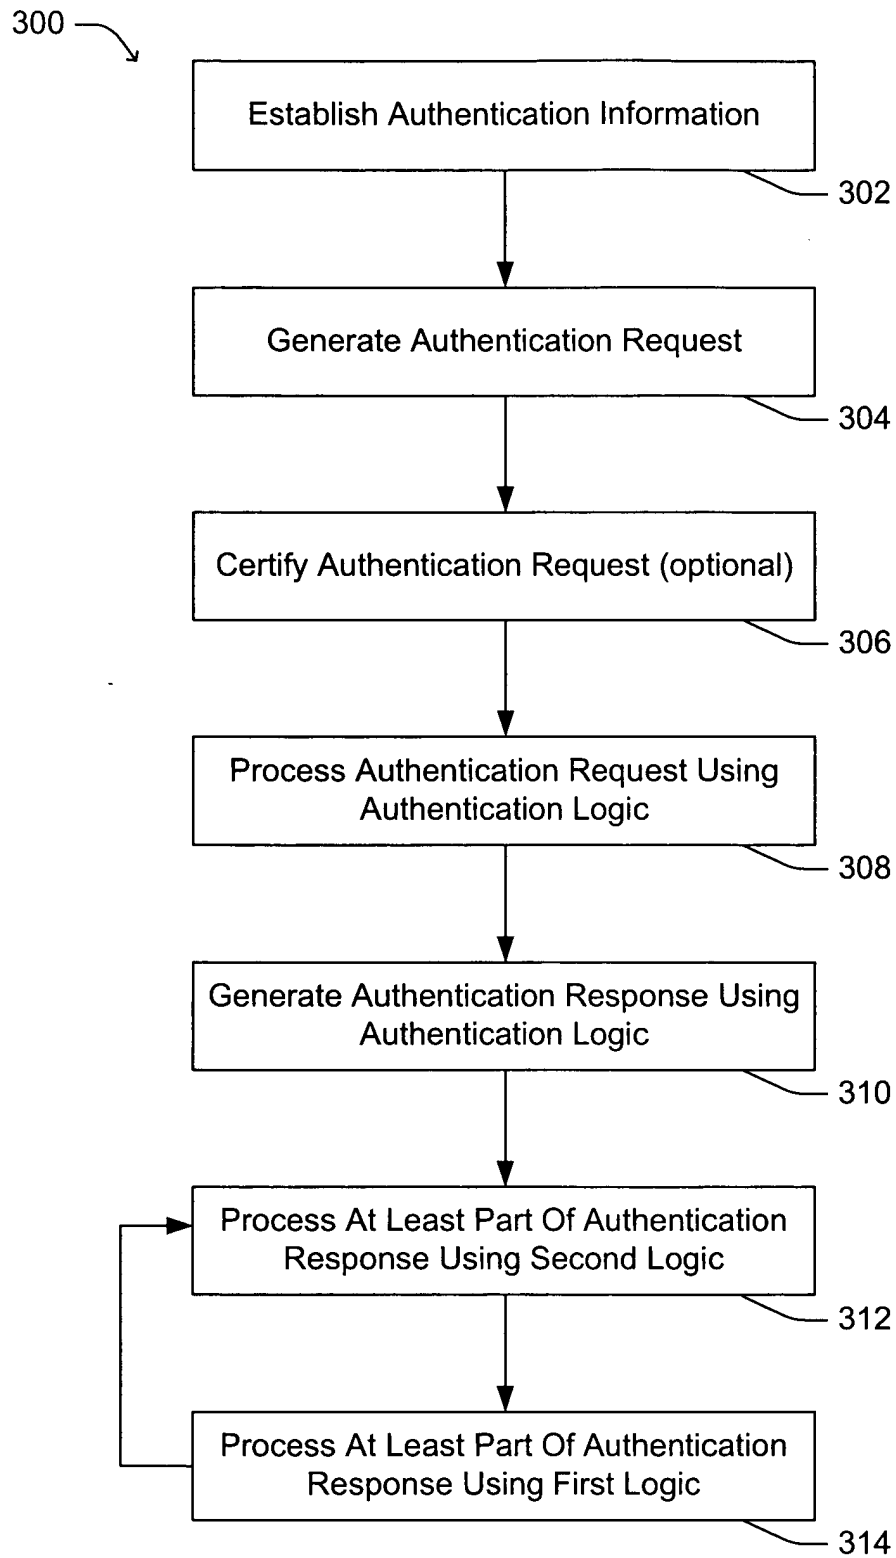 300
Establish Authentication Information
302
Generate Authentication Request
304
Certify Authentication Request (optional)
306
Process Authentication Request Using
Authentication Logic
308
Generate Authentication Response Using
Authentication Logic
310
Process At Least Part Of Authentication
Response Using Second Logic
312
Process At Least Part Of Authentication
Response Using First Logic
314